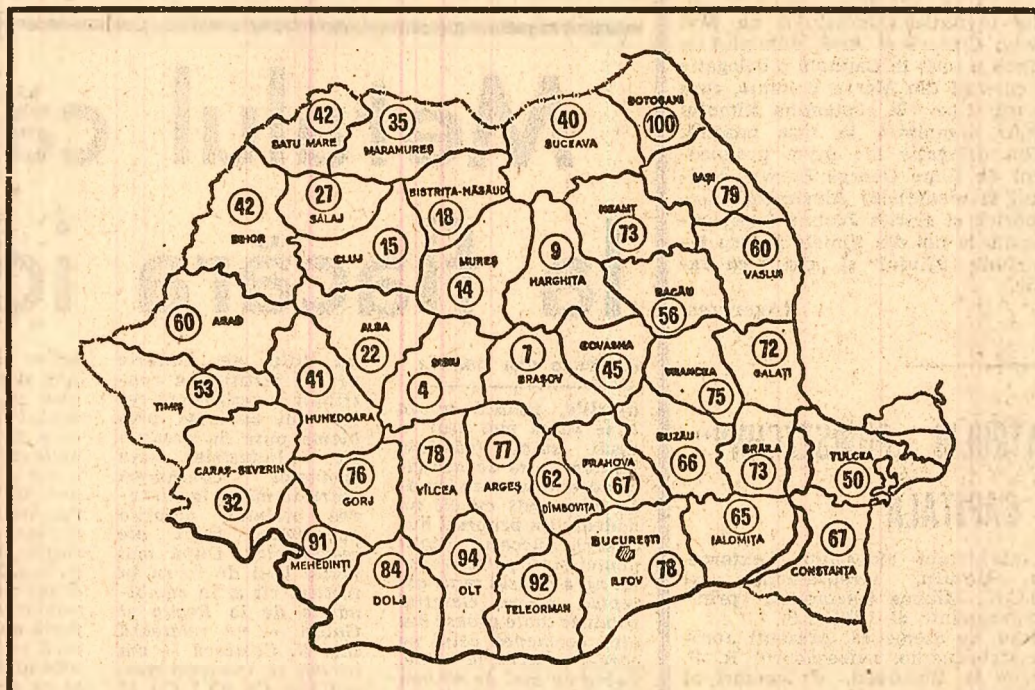 42
SATU MARE
35
MARAMUREȘ
40
SUCEAVA
BOTOȘANI
100
27
SĂLAJ
BISTRIȚA-NĂSĂUD
18
IAȘI
79
42
BIHOR
15
CLUJ
14
MUREȘ
9
HARGHITA
NEAMȚ
73
60
VASLUI
BACĂU
56
60
ARAD
ALBA
22
SIBIU
4
7
BRAȘOV
COVASNA
45
VRANCEA
75
72
GALAȚI
53
TIMIȘ
41
HUNEDOARA
CARAȘ-SEVERIN
32
76
GORJ
78
VÎLCEA
77
ARGEȘ
62
DÎMBOVIȚA
PRAHOVA
67
BUZĂU
66
BRĂILA
73
TULCEA
50
91
MEHEDINȚI
84
DOLJ
94
OLT
92
TELEORMAN
BUCUREȘTI
ILFOV
78
65
IALOMIȚA
67
CONSTANȚA